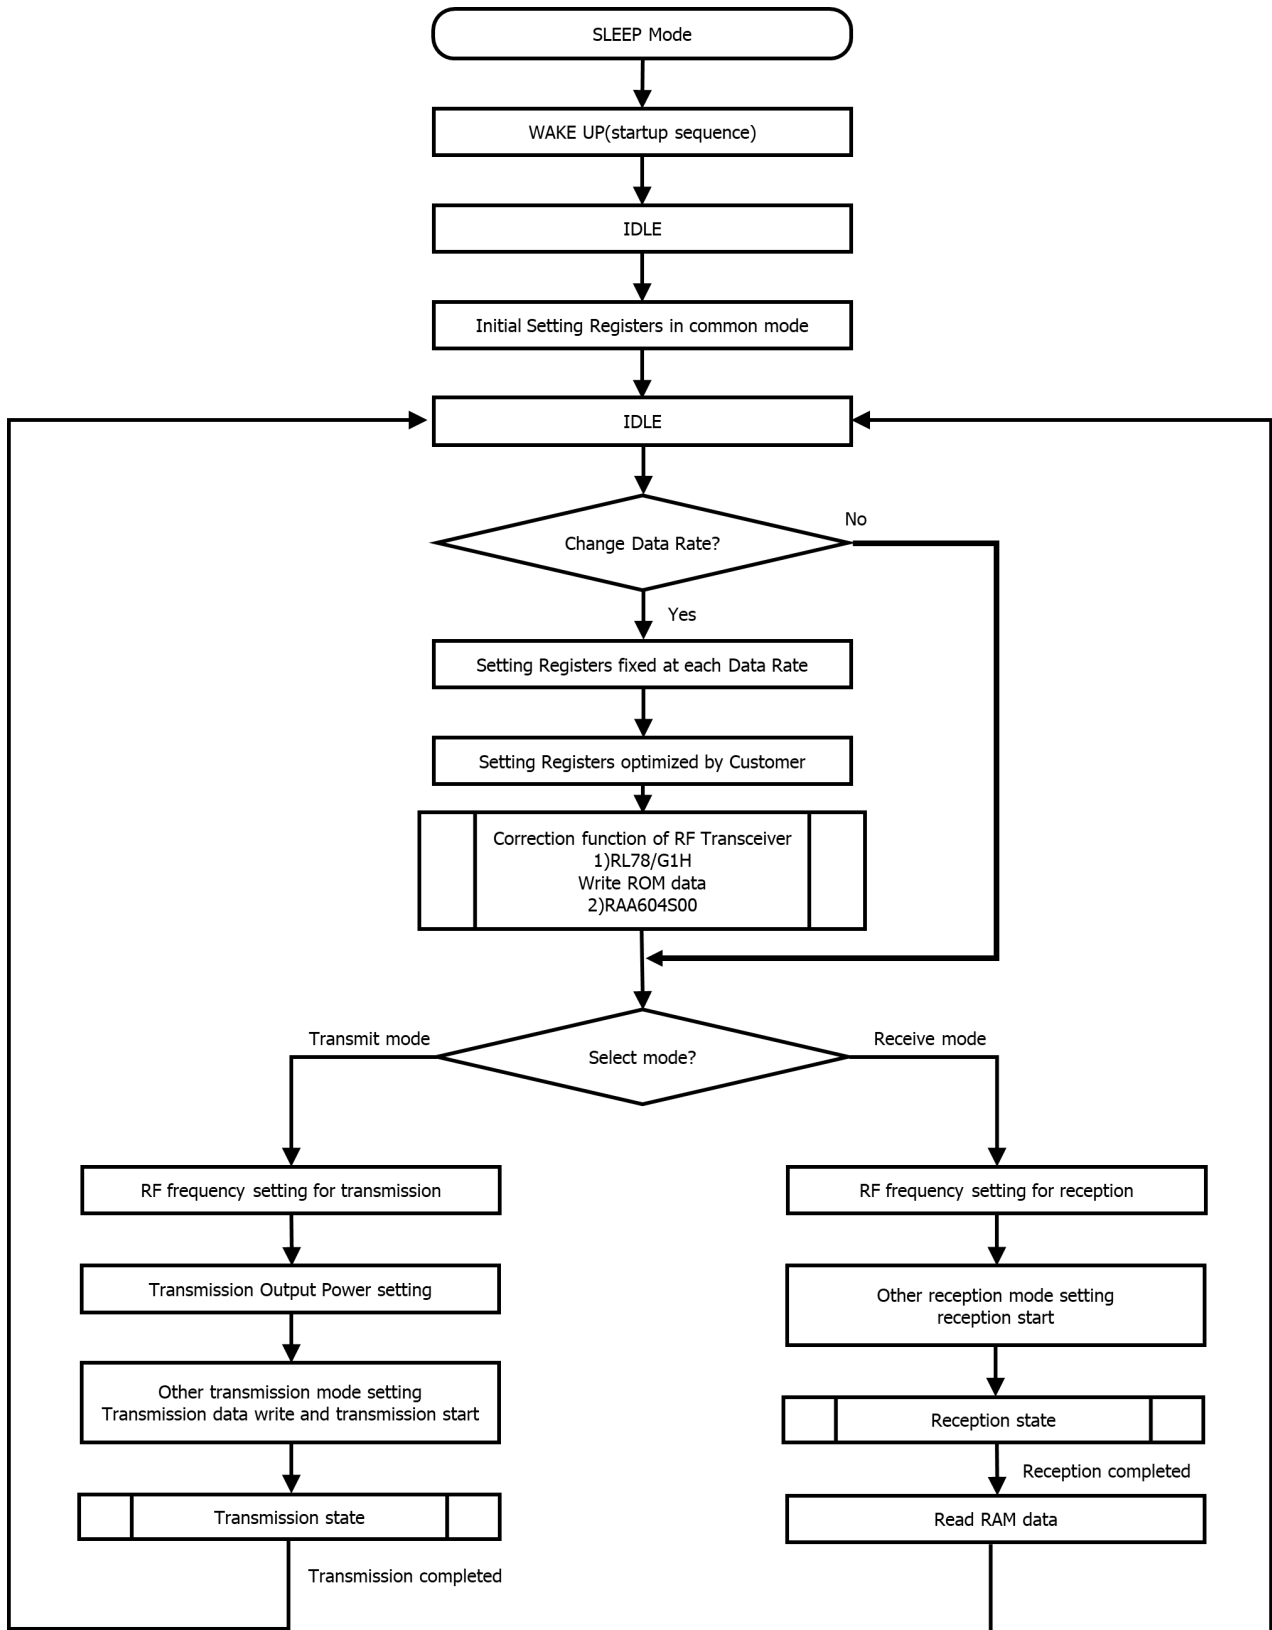 SLEEP Mode
WAKE UP(startup sequence)
IDLE
Initial Setting Registers in common mode
IDLE
No
Change Data Rate?
Yes
Setting Registers fixed at each Data Rate
Setting Registers optimized by Customer
Correction function of RF Transceiver
1)RL78/G1H
Write ROM data
2)RAA604S00
Transmit mode
Receive mode
Select mode?
RF frequency setting for transmission
RF frequency setting for reception
Transmission Output Power setting
Other reception mode setting
reception start
Other transmission mode setting
Transmission data write and transmission start
Reception state
Reception completed
Transmission state
Read RAM data
Transmission completed